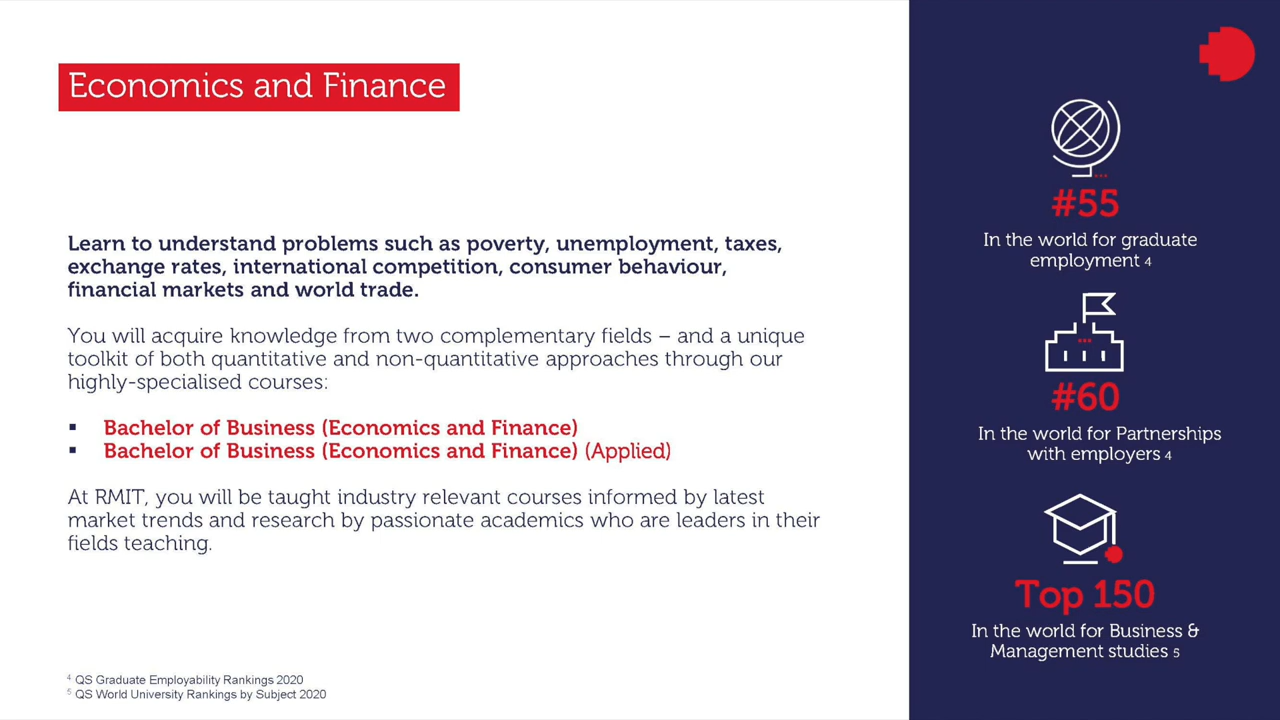 Economics and Finance
Learn to understand problems such as poverty, unemployment, taxes,
exchange rates, international competition, consumer behaviour,
financial markets and world trade.
You will acquire knowledge from two complementary fields – and a unique
toolkit of both quantitative and non-quantitative approaches through our
highly-specialised courses:
▪ Bachelor of Business (Economics and Finance)
▪ Bachelor of Business (Economics and Finance) (Applied)
At RMIT, you will be taught industry relevant courses informed by latest
market trends and research by passionate academics who are leaders in their
fields teaching.
4 QS Graduate Employability Rankings 2020
5 QS World University Rankings by Subject 2020
#55
In the world for graduate
employment 4
#60
In the world for Partnerships
with employers 4
Top 150
In the world for Business &
Management studies 5